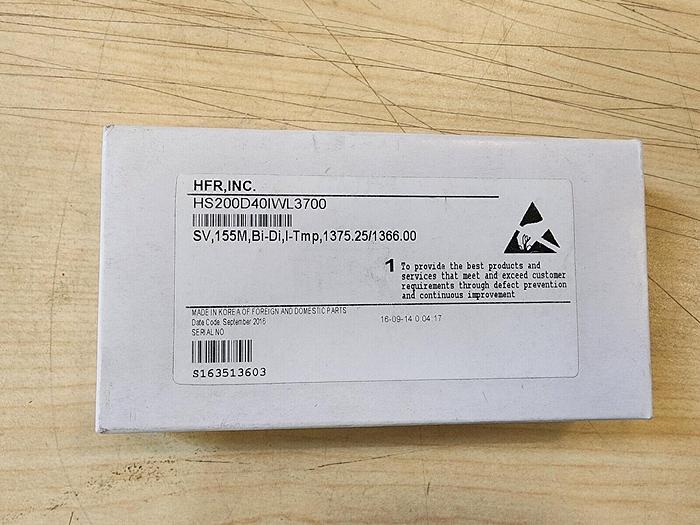 HFR,INC.
HS200D40IWL3700
SV,155M,Bi-Di,I-Tmp,1375.25/1366.00
1 To provide the best products and
services that meet and exceed customer
requirements through defect prevention
and continuous improvement
MADE IN KOREA OF FOREIGN AND DOMESTIC PARTS
Date Code: September 2016 16-09-14 0:04:17
SERIAL NO
S163513603